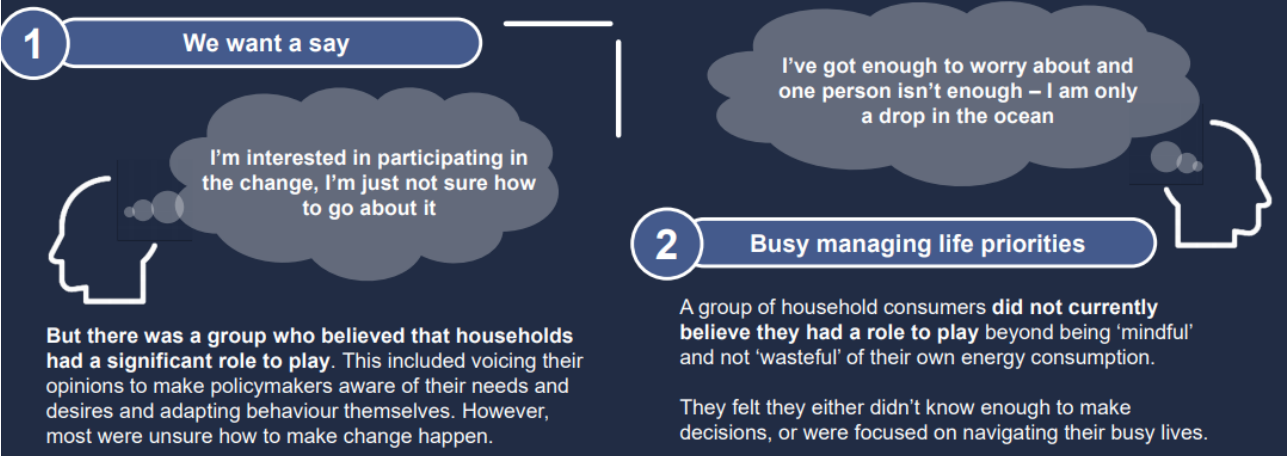 1
We want a say
I'm interested in participating in
the change, I'm just not sure how
to go about it
But there was a group who believed that households
had a significant role to play. This included voicing their
opinions to make policymakers aware of their needs and
desires and adapting behaviour themselves. However,
most were unsure how to make change happen.
I've got enough to worry about and
one person isn't enough – I am only
a drop in the ocean
2
Busy managing life priorities
A group of household consumers did not currently
believe they had a role to play beyond being ‘mindful’
and not ‘wasteful’ of their own energy consumption.
They felt they either didn't know enough to make
decisions, or were focused on navigating their busy lives.